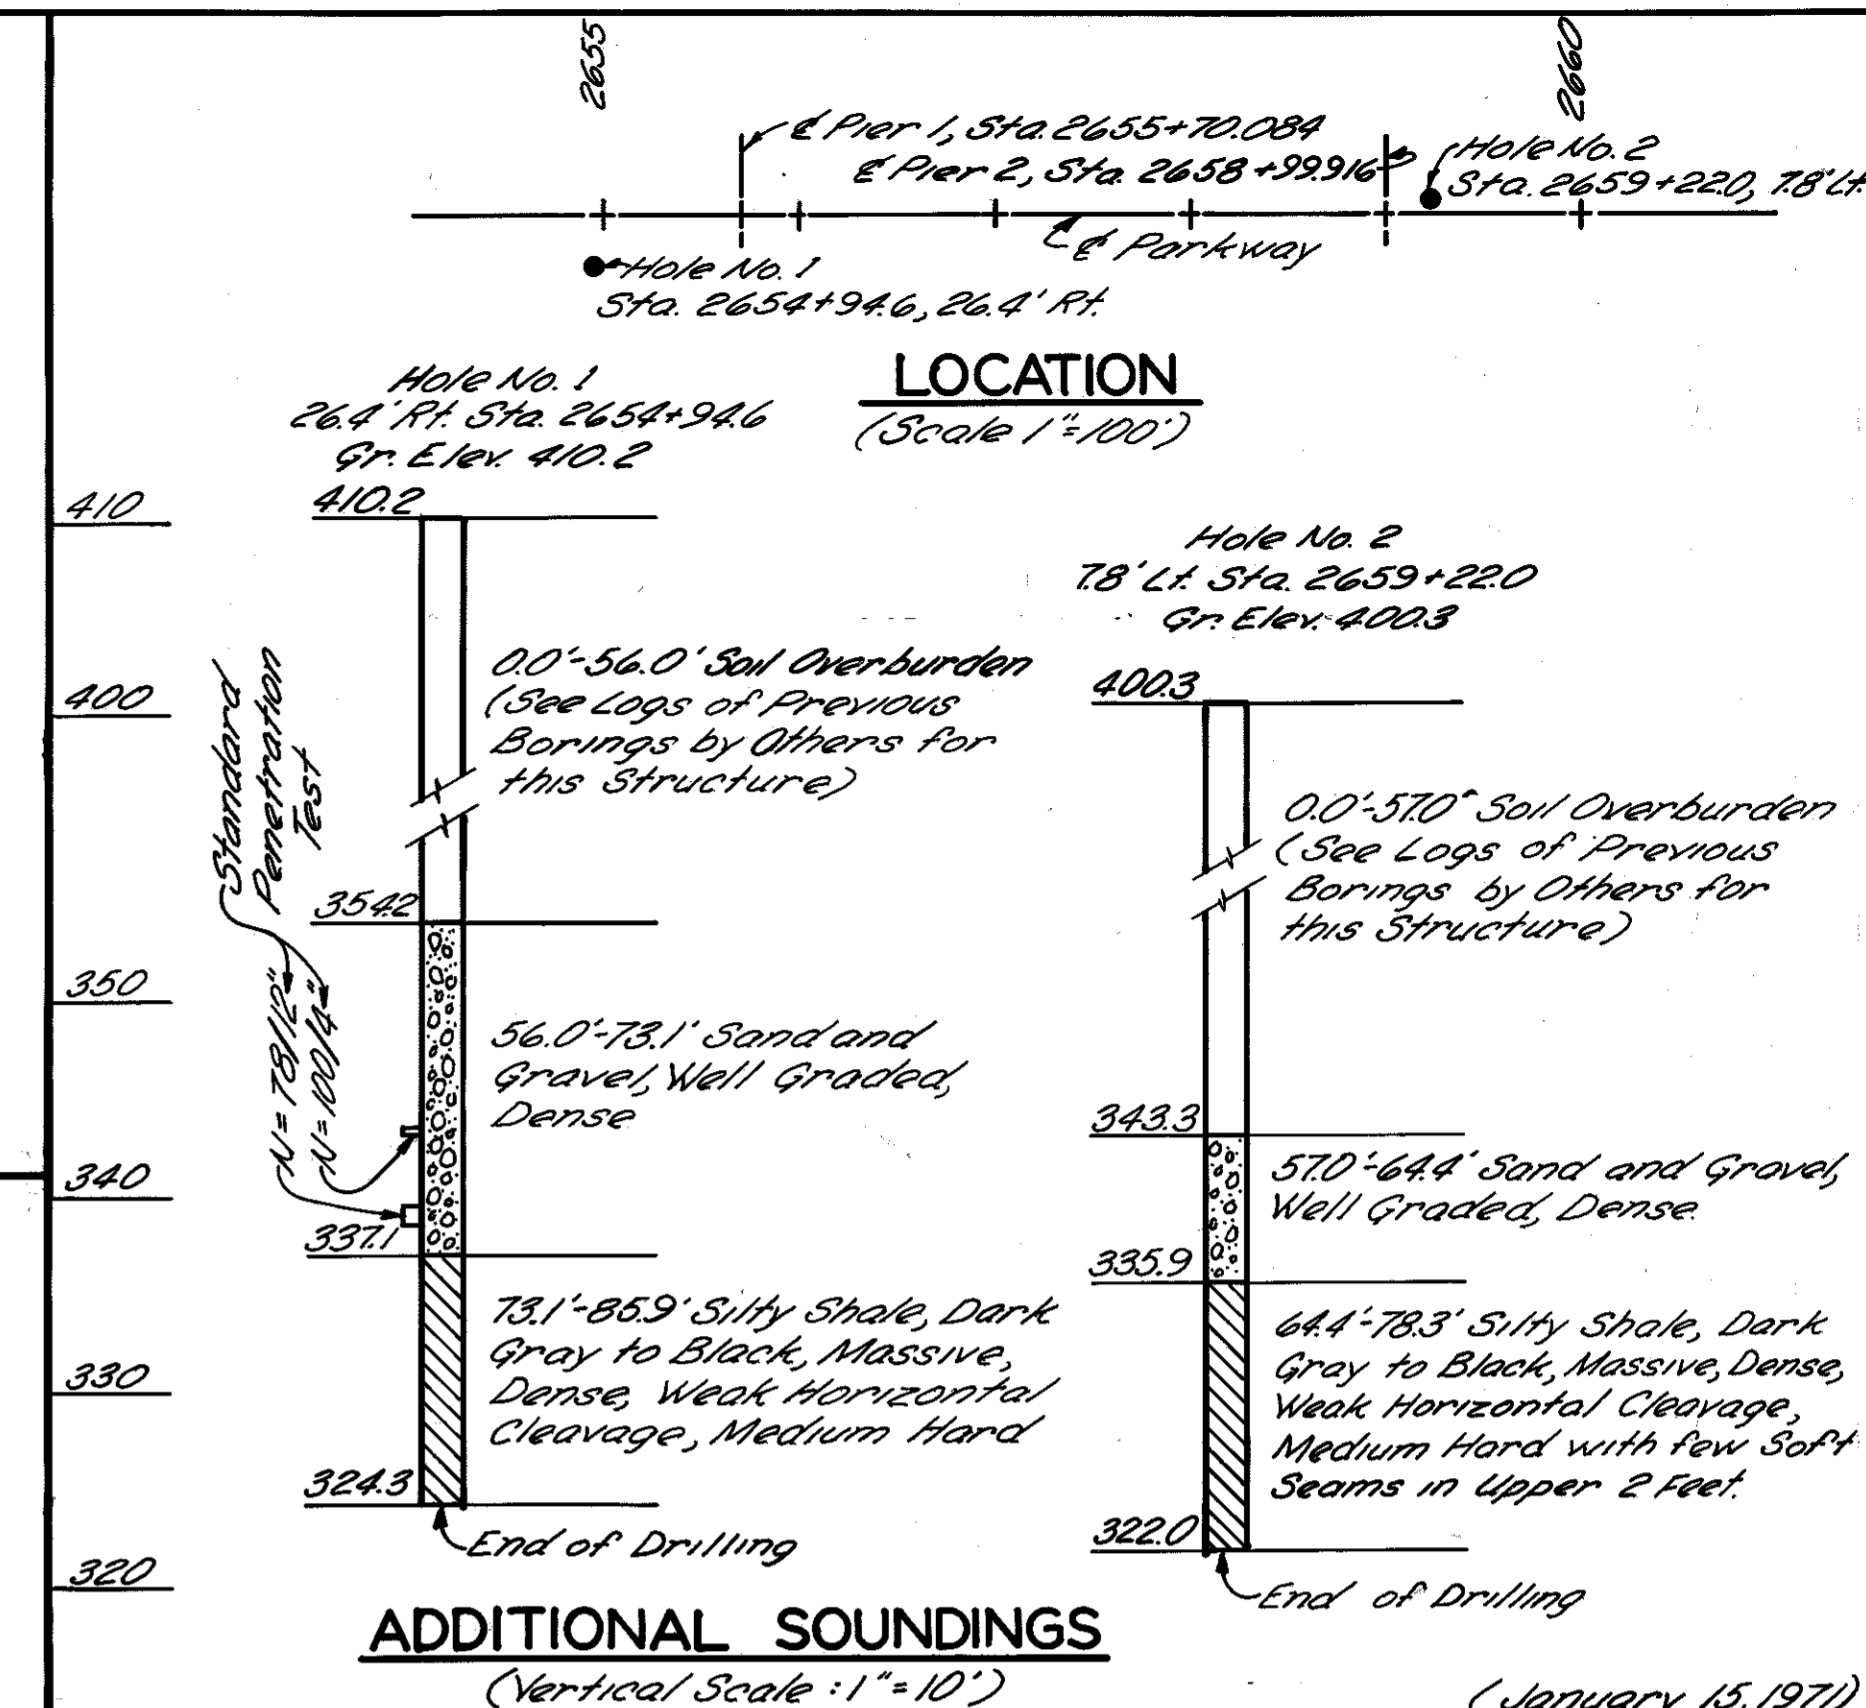 2655
2660
℄ Pier 1, Sta. 2655+70.084
℄ Pier 2, Sta. 2658+99.916
Hole No. 2
Sta. 2659+22.0, 7.8' Lt.
℄ Parkway
Hole No. 1
Sta. 2654+94.6, 26.4' Rt.
LOCATION
(Scale 1"=100')
Hole No. 1
26.4' Rt. Sta. 2654+94.6
Gr. Elev. 410.2
410.2
410
400
350
340
330
320
Standard
Penetration
Test
N=78/12"
N=100/4"
0.0'-56.0' Soil Overburden
(See Logs of Previous
Borings by Others for
this Structure)
354.2
56.0'-73.1' Sand and
Gravel, Well Graded,
Dense
337.1
73.1'-85.9' Silty Shale, Dark
Gray to Black, Massive,
Dense, Weak Horizontal
Cleavage, Medium Hard
324.3
End of Drilling
Hole No. 2
7.8' Lt. Sta. 2659+22.0
Gr. Elev. 400.3
400.3
0.0'-57.0' Soil Overburden
(See Logs of Previous
Borings by Others for
this Structure)
343.3
57.0'-64.4' Sand and Gravel,
Well Graded, Dense.
335.9
64.4'-78.3' Silty Shale, Dark
Gray to Black, Massive, Dense,
Weak Horizontal Cleavage,
Medium Hard with few Soft
Seams in Upper 2 Feet.
322.0
End of Drilling
ADDITIONAL SOUNDINGS
(Vertical Scale : 1"=10')
(January 15, 1971)